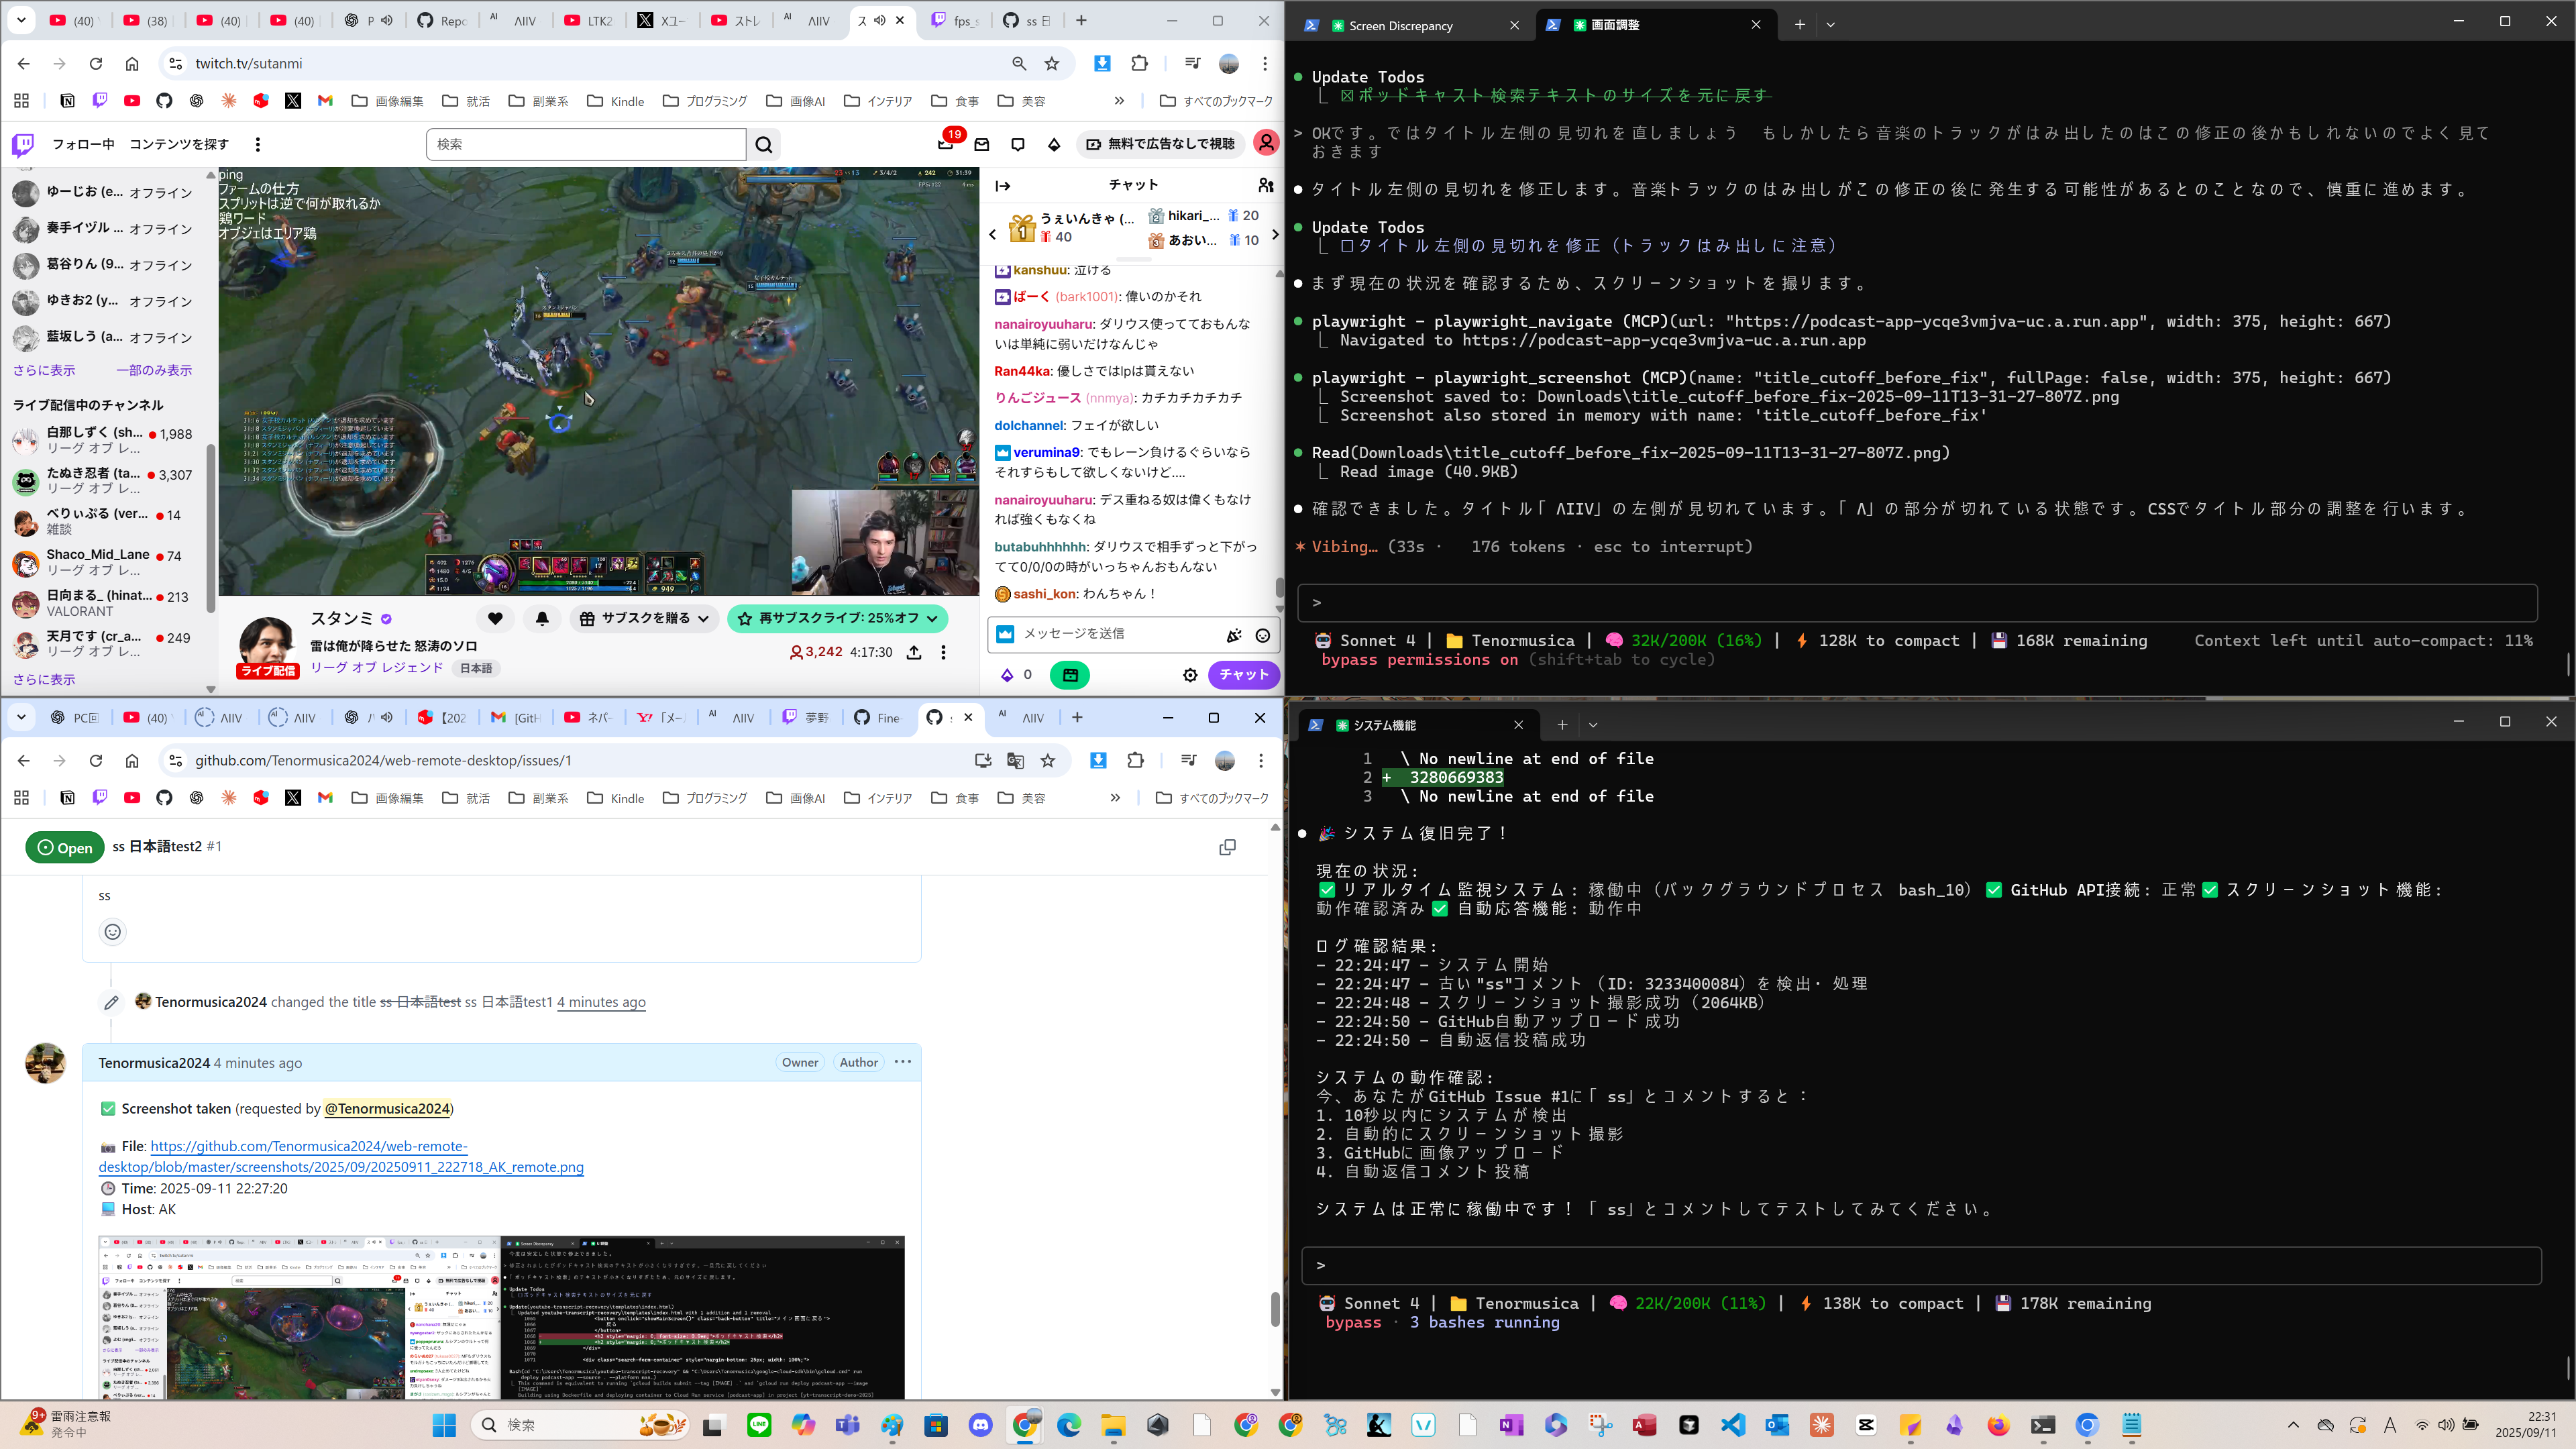 (40)
(38)
(40)
(40)
P
Repo
ΛIIV
LTK2
Xユー
ストレ
ΛIIV
ス
fps_s
ss 日
twitch.tv/sutanmi
画像編集
就活
副業系
Kindle
プログラミング
画像AI
インテリア
食事
美容
すべてのブックマーク
フォロー中
コンテンツを探す
検索
19
無料で広告なしで視聴
ゆーじお (e... オフライン
奏手イヅル ... オフライン
葛谷りん (9... オフライン
ゆきお2 (y... オフライン
藍坂しう (a... オフライン
さらに表示
一部のみ表示
ライブ配信中のチャンネル
白那しずく (sh... 1,988
リーグ オブ レ...
たぬき忍者 (ta... 3,307
リーグ オブ レ...
べりぃぷる (ver... 14
雑談
Shaco_Mid_Lane 74
リーグ オブ レ...
日向まる_ (hinat... 213
VALORANT
天月です (cr_a... 249
リーグ オブ レ...
さらに表示
ping
ファームの仕方
スプリットは逆で何が取れるか
鶏ワード
オブジェはエリア鶏
スタンミ
雷は俺が降らせた 怒涛のソロ
リーグ オブ レジェンド
日本語
ライブ配信
サブスクを贈る
再サブスクライブ: 25%オフ
3,242 4:17:30
チャット
うぇいんきゃ (...
40
hikari_... 20
あおい... 10
kanshuu: 泣ける
ばーく (bark1001): 偉いのかそれ
nanairoyuuharu: ダリウス使ってておもんな
いは単純に弱いだけなんじゃ
Ran44ka: 優しさではlpは貰えない
りんごジュース (nnmya): カチカチカチカチ
dolchannel: フェイが欲しい
verumina9: でもレーン負けるぐらいなら
それすらもして欲しくないけど....
nanairoyuuharu: デス重ねる奴は偉くもなけ
れば強くもなくね
butabuhhhhhh: ダリウスで相手ずっと下がっ
てて0/0/0の時がいっちゃんおもんない
sashi_kon: わんちゃん！
メッセージを送信
0
チャット
Screen Discrepancy
画面調整
Update Todos
ポッドキャスト検索テキストのサイズを元に戻す
> OKです。ではタイトル左側の見切れを直しましょう　もしかしたら音楽のトラックがはみ出したのはこの修正の後かもしれないのでよく見て
おきます
タイトル左側の見切れを修正します。音楽トラックのはみ出しがこの修正の後に発生する可能性があるとのことなので、慎重に進めます。
Update Todos
タイトル左側の見切れを修正（トラックはみ出しに注意）
まず現在の状況を確認するため、スクリーンショットを撮ります。
playwright - playwright_navigate (MCP)(url: "https://podcast-app-ycqe3vmjva-uc.a.run.app", width: 375, height: 667)
Navigated to https://podcast-app-ycqe3vmjva-uc.a.run.app
playwright - playwright_screenshot (MCP)(name: "title_cutoff_before_fix", fullPage: false, width: 375, height: 667)
Screenshot saved to: Downloads\title_cutoff_before_fix-2025-09-11T13-31-27-807Z.png
Screenshot also stored in memory with name: 'title_cutoff_before_fix'
Read(Downloads\title_cutoff_before_fix-2025-09-11T13-31-27-807Z.png)
Read image (40.9KB)
確認できました。タイトル「ΛIIV」の左側が見切れています。「Λ」の部分が切れている状態です。CSSでタイトル部分の調整を行います。
Vibing… (33s · 176 tokens · esc to interrupt)
>
Sonnet 4 | Tenormusica | 32K/200K (16%) | 128K to compact | 168K remaining
Context left until auto-compact: 11%
bypass permissions on (shift+tab to cycle)
PC回
(40)
ΛIIV
ΛIIV
【202
[GitH
ネパー
「メー
ΛIIV
夢野
Fine-
ΛIIV
github.com/Tenormusica2024/web-remote-desktop/issues/1
画像編集
就活
副業系
Kindle
プログラミング
画像AI
インテリア
食事
美容
すべてのブックマーク
Open
ss 日本語test2 #1
ss
Tenormusica2024 changed the title ss 日本語test ss 日本語test1 4 minutes ago
Tenormusica2024 4 minutes ago
Owner
Author
Screenshot taken (requested by @Tenormusica2024)
File: https://github.com/Tenormusica2024/web-remote-
desktop/blob/master/screenshots/2025/09/20250911_222718_AK_remote.png
Time: 2025-09-11 22:27:20
Host: AK
システム機能
1 \ No newline at end of file
2 + 3280669383
3 \ No newline at end of file
システム復旧完了！
現在の状況:
リアルタイム監視システム: 稼働中（バックグラウンドプロセス bash_10） GitHub API接続: 正常 スクリーンショット機能:
動作確認済み 自動応答機能: 動作中
ログ確認結果:
- 22:24:47 - システム開始
- 22:24:47 - 古い"ss"コメント（ID: 3233400084）を検出・処理
- 22:24:48 - スクリーンショット撮影成功（2064KB）
- 22:24:50 - GitHub自動アップロード成功
- 22:24:50 - 自動返信投稿成功
システムの動作確認:
今、あなたがGitHub Issue #1に「ss」とコメントすると：
1. 10秒以内にシステムが検出
2. 自動的にスクリーンショット撮影
3. GitHubに画像アップロード
4. 自動返信コメント投稿
システムは正常に稼働中です！「ss」とコメントしてテストしてみてください。
>
Sonnet 4 | Tenormusica | 22K/200K (11%) | 138K to compact | 178K remaining
bypass · 3 bashes running
9+
雷雨注意報
発令中
検索
22:31
2025/09/11